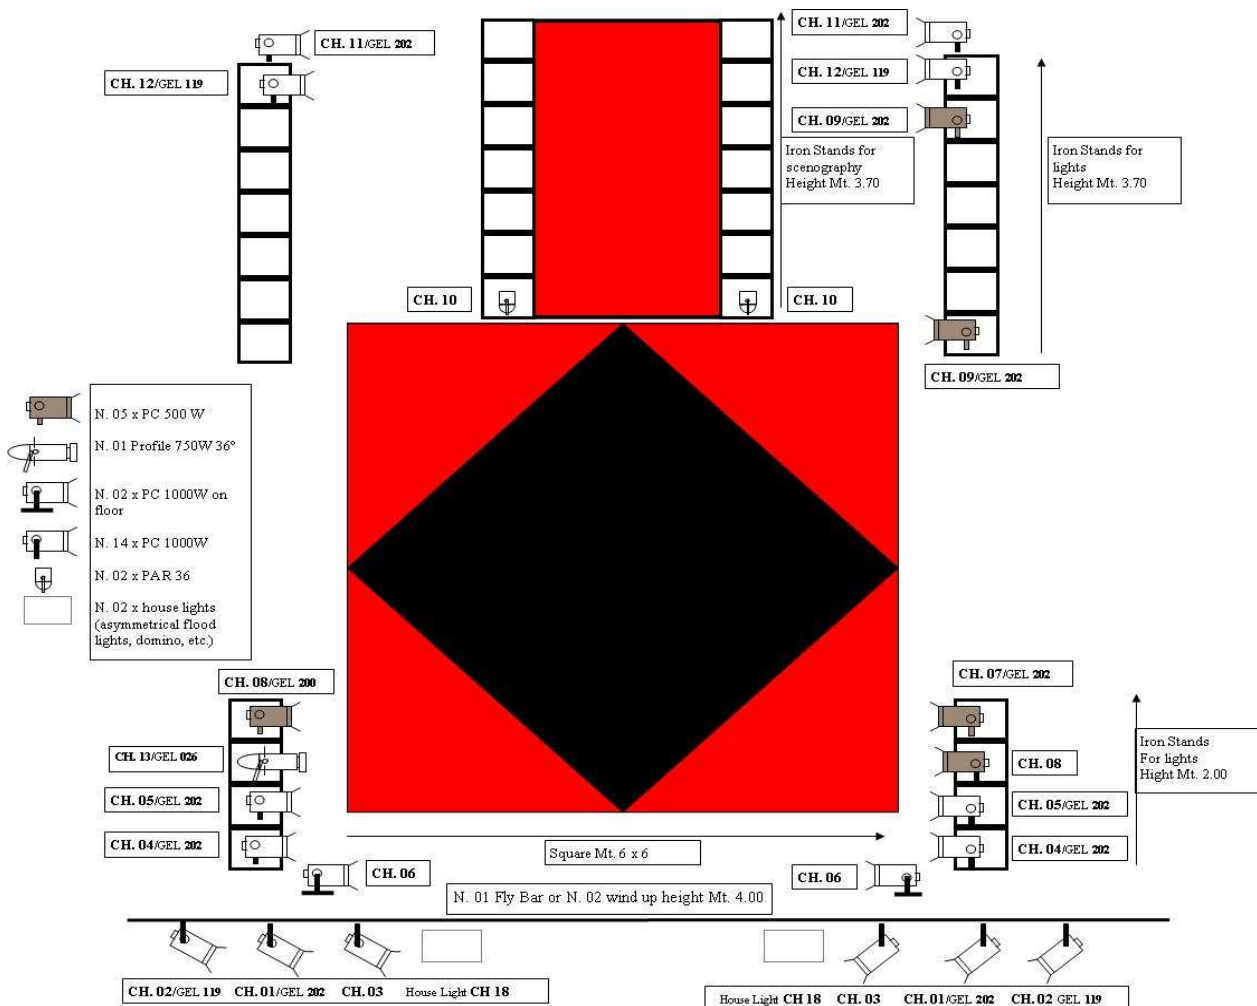 CH. 11/GEL 202
CH. 12/GEL 119
CH. 11/GEL 202
CH. 12/GEL 119
CH. 09/GEL 202
Iron Stands for
scenography
Height Mt. 3.70
Iron Stands for
lights
Height Mt. 3.70
CH. 10
CH. 10
CH. 09/GEL 202
N. 05 x PC 500 W
N. 01 Profile 750W 36°
N. 02 x PC 1000W on
floor
N. 14 x PC 1000W
N. 02 x PAR 36
N. 02 x house lights
(asymmetrical flood
lights, domino, etc.)
CH. 08/GEL 200
CH. 13/GEL 026
CH. 05/GEL 202
CH. 04/GEL 202
CH. 07/GEL
202
CH. 08
CH. 05/GEL 202
CH. 04/GEL 202
Iron Stands
For lights
Hight Mt. 2.00
Square Mt. 6 x 6
CH. 06
CH. 06
N. 01 Fly Bar or N. 02 wind up height Mt. 4.00
CH. 02/GEL 119 CH. 01/GEL 202 CH. 03 House Light CH 18
House Light CH 18 CH. 03 CH. 01/GEL 202 CH. 02 GEL 119